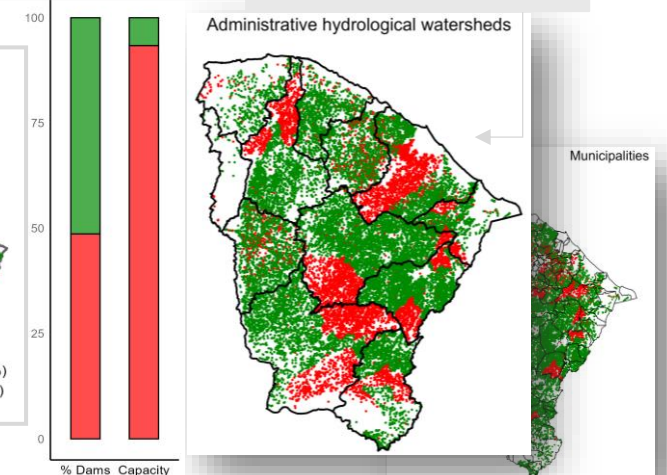 100
75
50
25
0
% Dams Capacity
)
)
Administrative hydrological watersheds
Municipalities